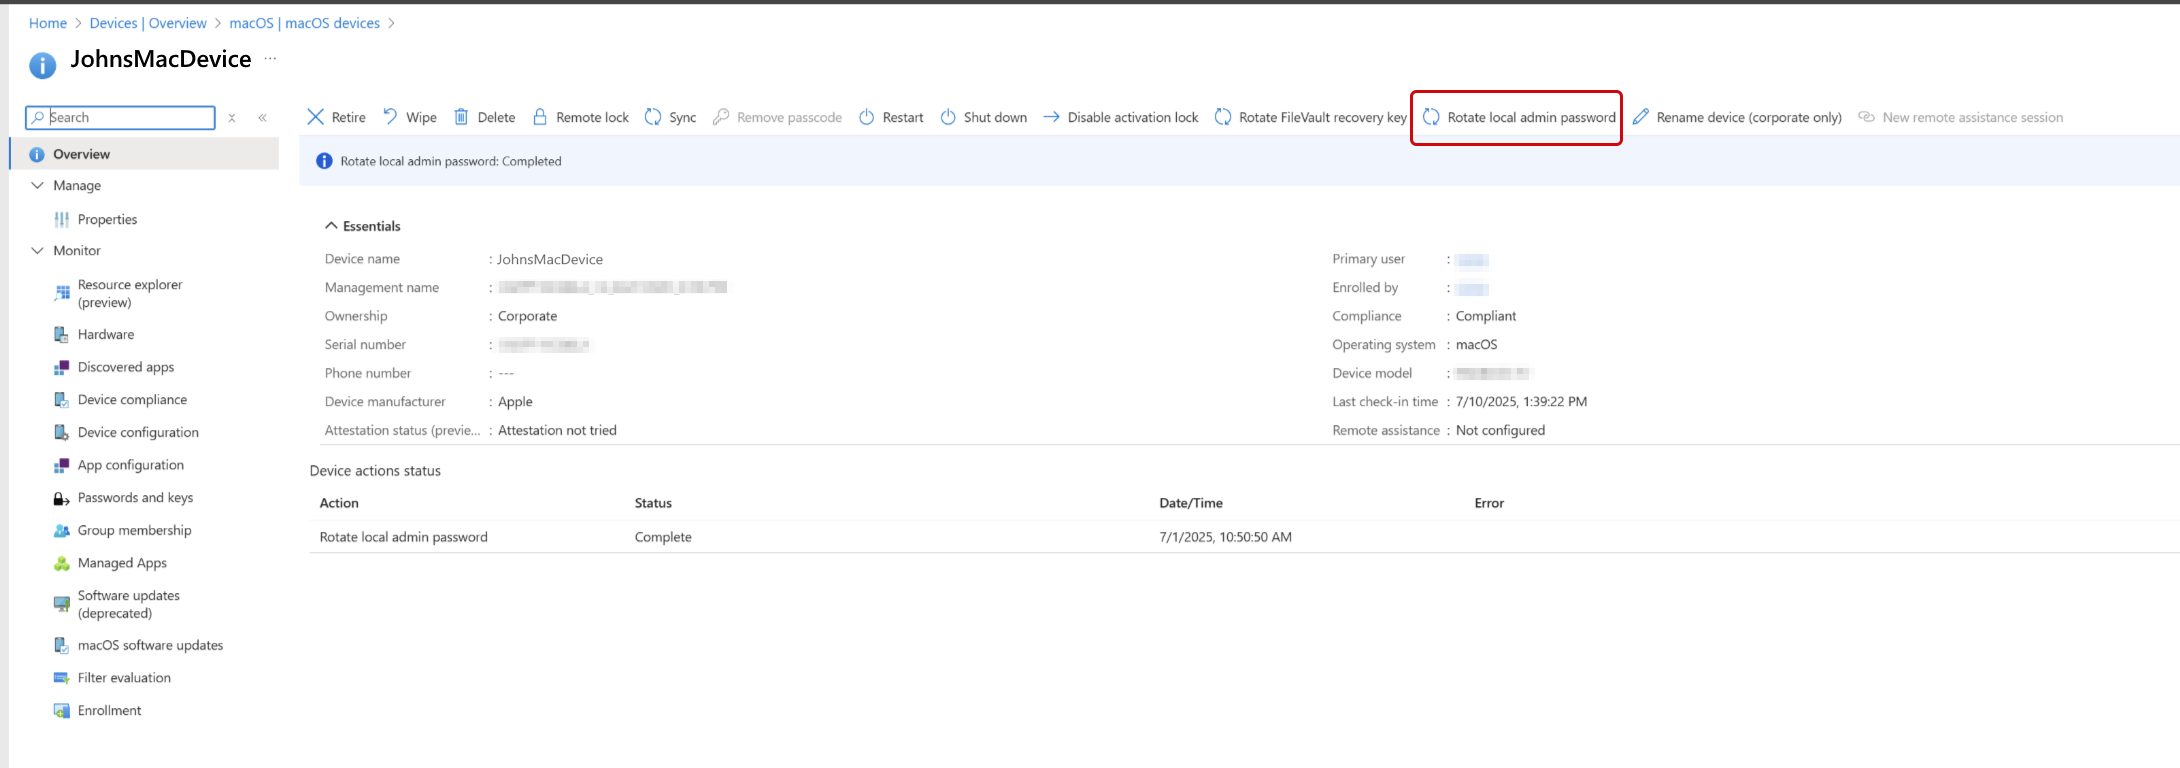 Home > Devices | Overview > macOS | macOS devices >
JohnsMacDevice ...
Search
Retire Wipe Delete Remote lock Sync Remove passcode Restart Shut down Disable activation lock Rotate FileVault recovery key Rotate local admin password Rename device (corporate only) New remote assistance session
Overview
Manage
Properties
Monitor
Resource explorer
(preview)
Hardware
Discovered apps
Device compliance
Device configuration
App configuration
Passwords and keys
Group membership
Managed Apps
Software updates
(deprecated)
macOS software updates
Filter evaluation
Enrollment
Rotate local admin password: Completed
Essentials
Device name : JohnsMacDevice
Management name :
Ownership : Corporate
Serial number :
Phone number : ---
Device manufacturer : Apple
Attestation status (previe... : Attestation not tried
Primary user :
Enrolled by :
Compliance : Compliant
Operating system : macOS
Device model :
Last check-in time : 7/10/2025, 1:39:22 PM
Remote assistance : Not configured
Device actions status
Action Status Date/Time Error
Rotate local admin password Complete 7/1/2025, 10:50:50 AM